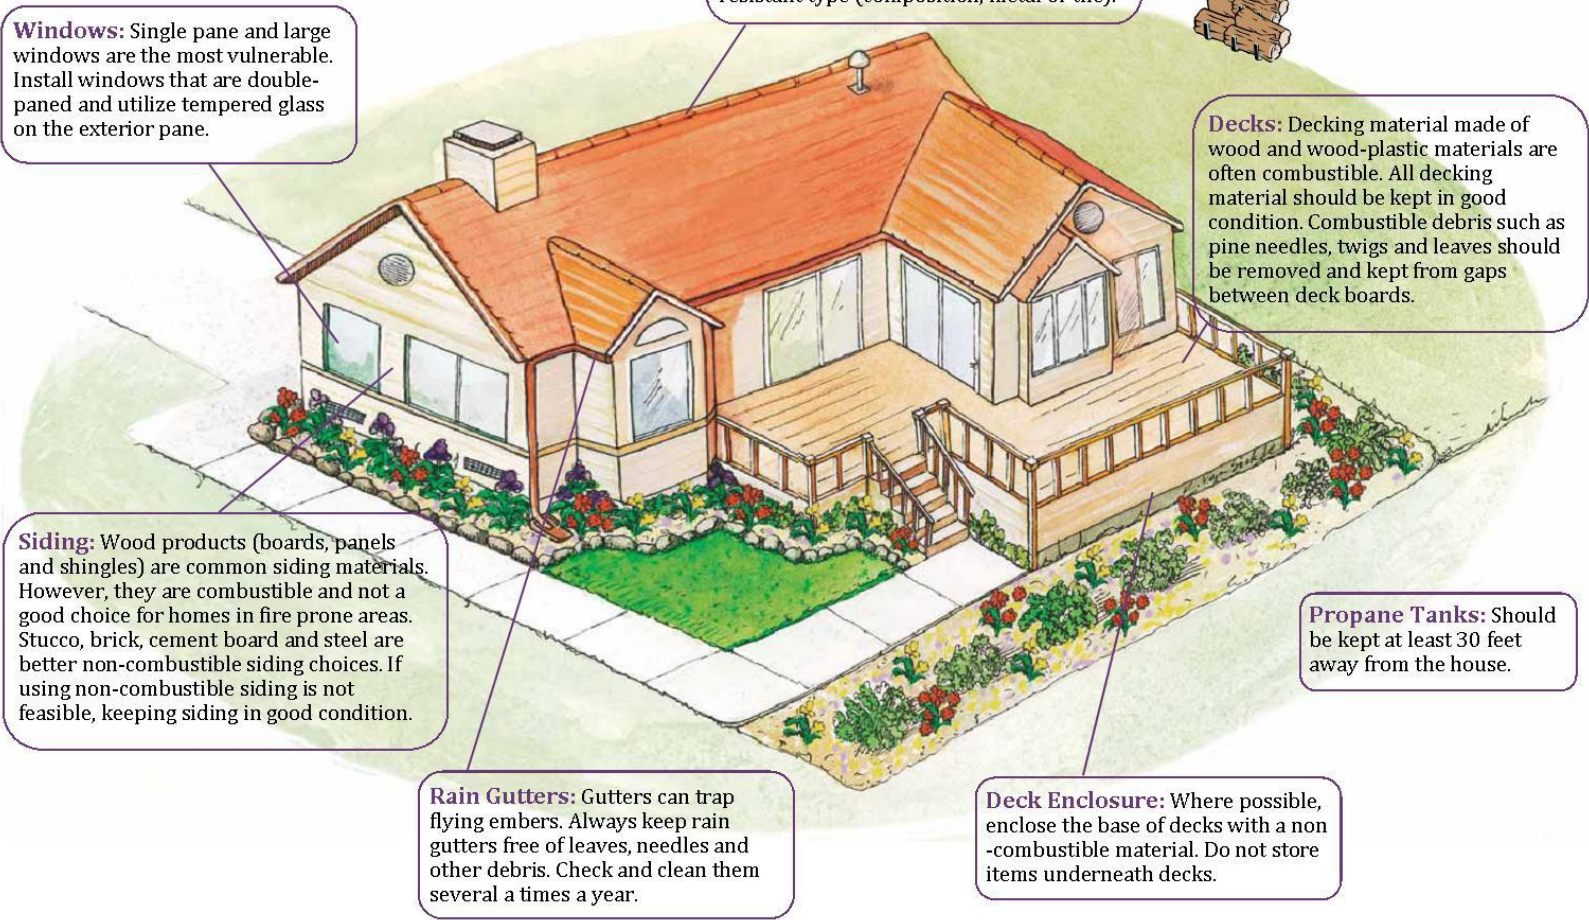 resistant type (composition, metal or tile).
Windows: Single pane and large
windows are the most vulnerable.
Install windows that are double-
paned and utilize tempered glass
on the exterior pane.
Decks: Decking material made of
wood and wood-plastic materials are
often combustible. All decking
material should be kept in good
condition. Combustible debris such as
pine needles, twigs and leaves should
be removed and kept from gaps
between deck boards.
Siding: Wood products (boards, panels
and shingles) are common siding materials.
However, they are combustible and not a
good choice for homes in fire prone areas.
Stucco, brick, cement board and steel are
better non-combustible siding choices. If
using non-combustible siding is not
feasible, keeping siding in good condition.
Propane Tanks: Should
be kept at least 30 feet
away from the house.
Rain Gutters: Gutters can trap
flying embers. Always keep rain
gutters free of leaves, needles and
other debris. Check and clean them
several a times a year.
Deck Enclosure: Where possible,
enclose the base of decks with a non
-combustible material. Do not store
items underneath decks.